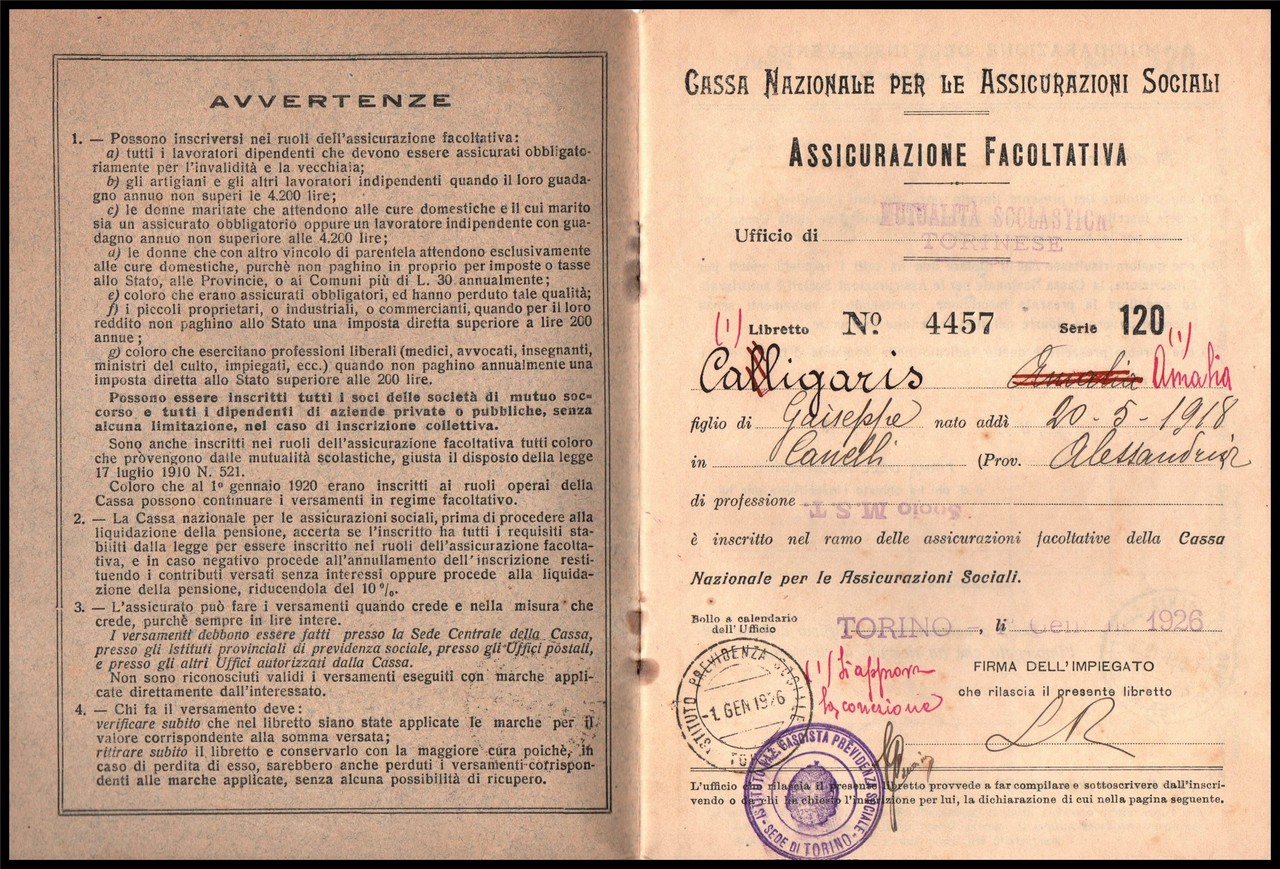 AVVERTENZE
1. — Possono inscriversi nei ruoli dell'assicurazione facoltativa:
a) tutti i lavoratori dipendenti che devono essere assicurati obbligato-
riamente per l'invalidità e la vecchiaia;
b) gli artigiani e gli altri lavoratori indipendenti quando il loro guada-
gno annuo non superi le 4.200 lire;
c) le donne maritate che attendono alle cure domestiche e il cui marito
sia un assicurato obbligatorio oppure un lavoratore indipendente con gua-
dagno annuo non superiore alle 4.200 lire;
d) le donne che con altro vincolo di parentela attendono esclusivamente
alle cure domestiche, purchè non paghino in proprio per imposte o tasse
allo Stato, alle Provincie, o ai Comuni più di L. 30 annualmente;
e) coloro che erano assicurati obbligatori, ed hanno perduto tale qualità;
f) i piccoli proprietari, o industriali, o commercianti, quando per il loro
reddito non paghino allo Stato una imposta diretta superiore a lire 200
annue;
g) coloro che esercitano professioni liberali (medici, avvocati, insegnanti,
ministri del culto, impiegati, ecc.) quando non paghino annualmente una
imposta diretta allo Stato superiore alle 200 lire.
Possono essere inscritti tutti i soci delle società di mutuo soc-
corso e tutti i dipendenti di aziende private o pubbliche, senza
alcuna limitazione, nel caso di inscrizione collettiva.
Sono anche inscritti nei ruoli dell'assicurazione facoltativa tutti coloro
che provengono dalle mutualità scolastiche, giusta il disposto della legge
17 luglio 1910 N. 521.
Coloro che al 1º gennaio 1920 erano inscritti ai ruoli operai della
Cassa possono continuare i versamenti in regime facoltativo.
2. — La Cassa nazionale per le assicurazioni sociali, prima di procedere alla
liquidazione della pensione, accerta se l'inscritto ha tutti i requisiti sta-
biliti dalla legge per essere inscritto nei ruoli dell'assicurazione facolta-
tiva, e in caso negativo procede all'annullamento dell'inscrizione resti-
tuendo i contributi versati senza interessi oppure procede alla liquida-
zione della pensione, riducendola del 10 %.
3. — L'assicurato può fare i versamenti quando crede e nella misura che
crede, purchè sempre in lire intere.
I versamenti debbono essere fatti presso la Sede Centrale della Cassa,
presso gli Istituti provinciali di previdenza sociale, presso gli Uffici postali,
e presso gli altri Uffici autorizzati dalla Cassa.
Non sono riconosciuti validi i versamenti eseguiti con marche appli-
cate direttamente dall'interessato.
4. — Chi fa il versamento deve:
verificare subito che nel libretto siano state applicate le marche per il
valore corrispondente alla somma versata;
ritirare subito il libretto e conservarlo con la maggiore cura poichè, in
caso di perdita di esso, sarebbero anche perduti i versamenti corrispon-
denti alle marche applicate, senza alcuna possibilità di ricupero.
CASSA NAZIONALE PER LE ASSICURAZIONI SOCIALI
ASSICURAZIONE FACOLTATIVA
Ufficio di MUTUALITÀ SCOLASTICA
TORINESE
(1) Libretto Nº 4457 Serie 120 (1)
Calligaris Amalia Amalia
figlio di Giuseppe nato addì 20-5-1918
in Canelli (Prov. Alessandria
di professione
Socio M.S.T.
è inscritto nel ramo delle assicurazioni facoltative della Cassa
Nazionale per le Assicurazioni Sociali.
Bollo a calendario
dell'Ufficio
TORINO, li 1º Gen 1926
ISTITUTO PREVIDENZA SOCIALE
-1. GEN 1926
(1) Si approva
la correzione
FIRMA DELL'IMPIEGATO
che rilascia il presente libretto
LR
ISTITUTO NAZ. FASCISTA PREVIDENZA SOCIALE
- SEDE DI TORINO -
L'ufficio che rilascia il presente libretto provvede a far compilare e sottoscrivere dall'inscri-
vendo o da chi ha chiesto l'inscrizione per lui, la dichiarazione di cui nella pagina seguente.